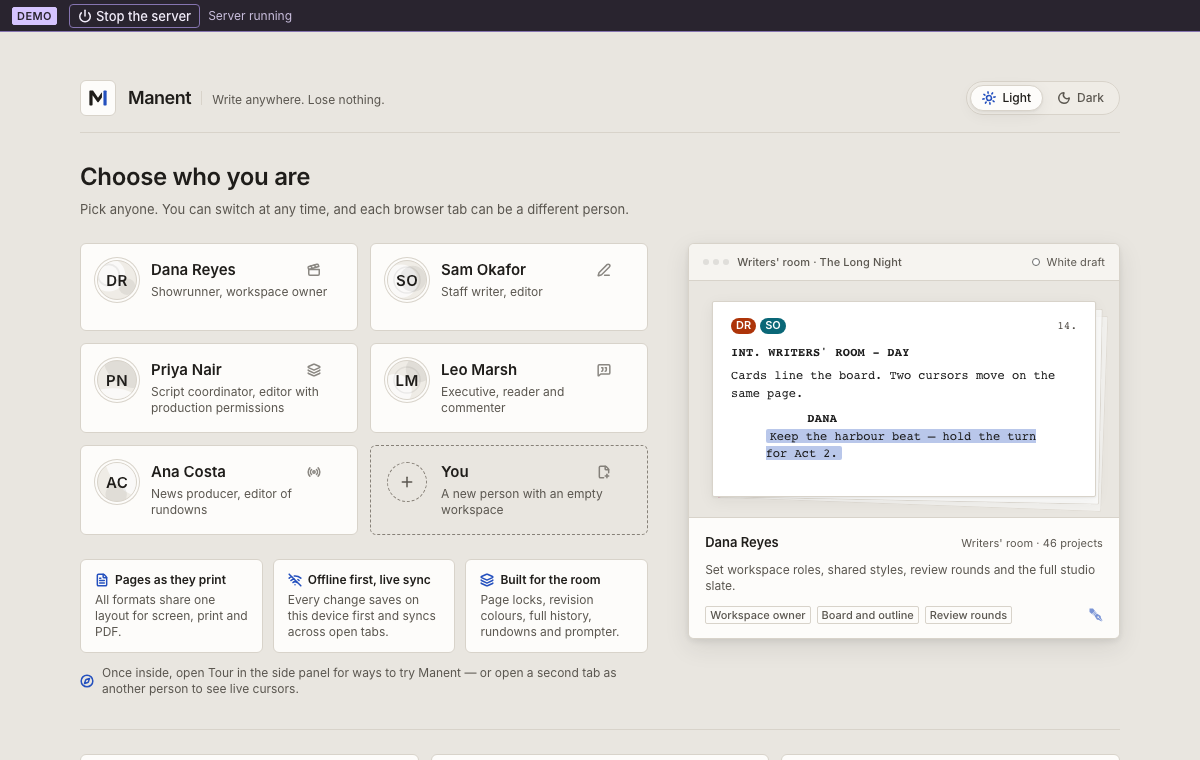 DEMO
Stop the server
Server running
M
Manent
Write anywhere. Lose nothing.
Light
Dark
Choose who you are
Pick anyone. You can switch at any time, and each browser tab can be a different person.
DR
Dana Reyes
Showrunner, workspace owner
SO
Sam Okafor
Staff writer, editor
PN
Priya Nair
Script coordinator, editor with
production permissions
LM
Leo Marsh
Executive, reader and
commenter
AC
Ana Costa
News producer, editor of
rundowns
You
A new person with an empty
workspace
Pages as they print
All formats share one
layout for screen, print and
PDF.
Offline first, live sync
Every change saves on
this device first and syncs
across open tabs.
Built for the room
Page locks, revision
colours, full history,
rundowns and prompter.
Once inside, open Tour in the side panel for ways to try Manent — or open a second tab as
another person to see live cursors.
Writers' room · The Long Night
White draft
DR SO
14.
INT. WRITERS' ROOM - DAY
Cards line the board. Two cursors move on the
same page.
DANA
Keep the harbour beat — hold the turn
for Act 2.
Dana Reyes
Writers' room · 46 projects
Set workspace roles, shared styles, review rounds and the full studio
slate.
Workspace owner
Board and outline
Review rounds